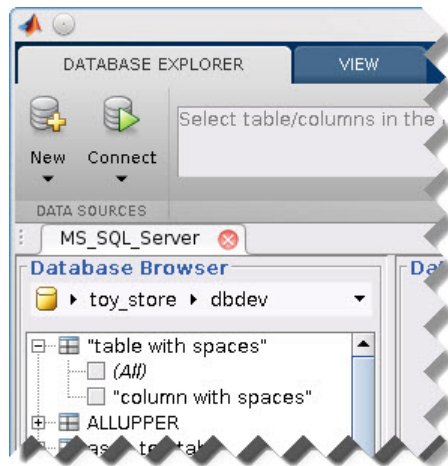 DATABASE EXPLORER VIEW
Select table/columns in the
New Connect
DATA SOURCES
MS_SQL_Server
Database Browser
toy_store dbdev
"table with spaces"
(All)
"column with spaces"
ALLUPPER